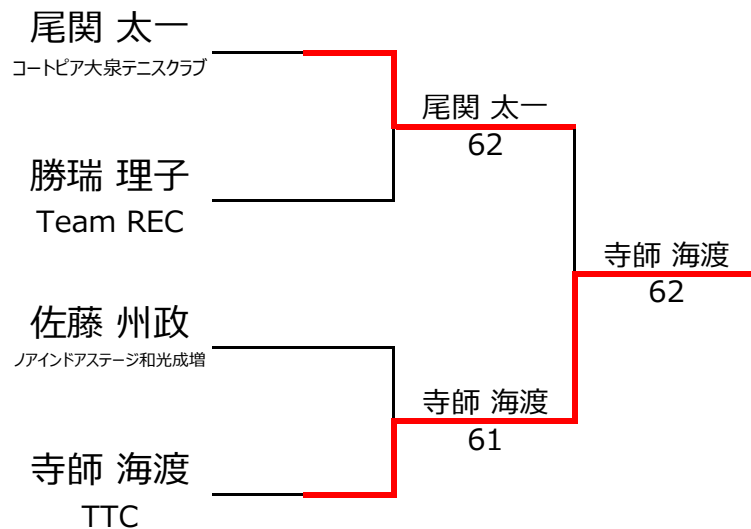 尾関 太一
コートピア大泉テニスクラブ
尾関 太一
62
勝瑞 理子
Team REC
寺師 海渡
62
佐藤 州政
ノアインドアステージ和光成増
寺師 海渡
61
寺師 海渡
TTC